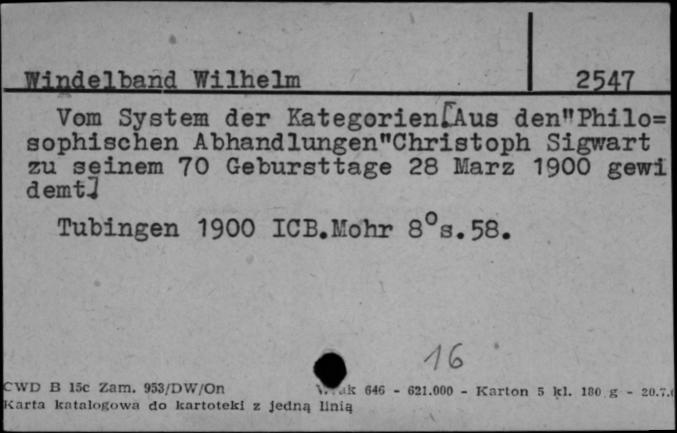 Windelband Wilhelm 2547
Vom System der Kategorien[Aus den"Philo=
sophischen Abhandlungen"Christoph Sigwart
zu seinem 70 Gebursttage 28 Marz 1900 gewi
demt.]
Tubingen 1900 ICB.Mohr 8°s.58.
16
CWD B 15c Zam. 953/DW/On 646 - 621.000 - Karton 5 kl. 180 g - 20.7.
Karta katalogowa do kartoteki z jedną linią